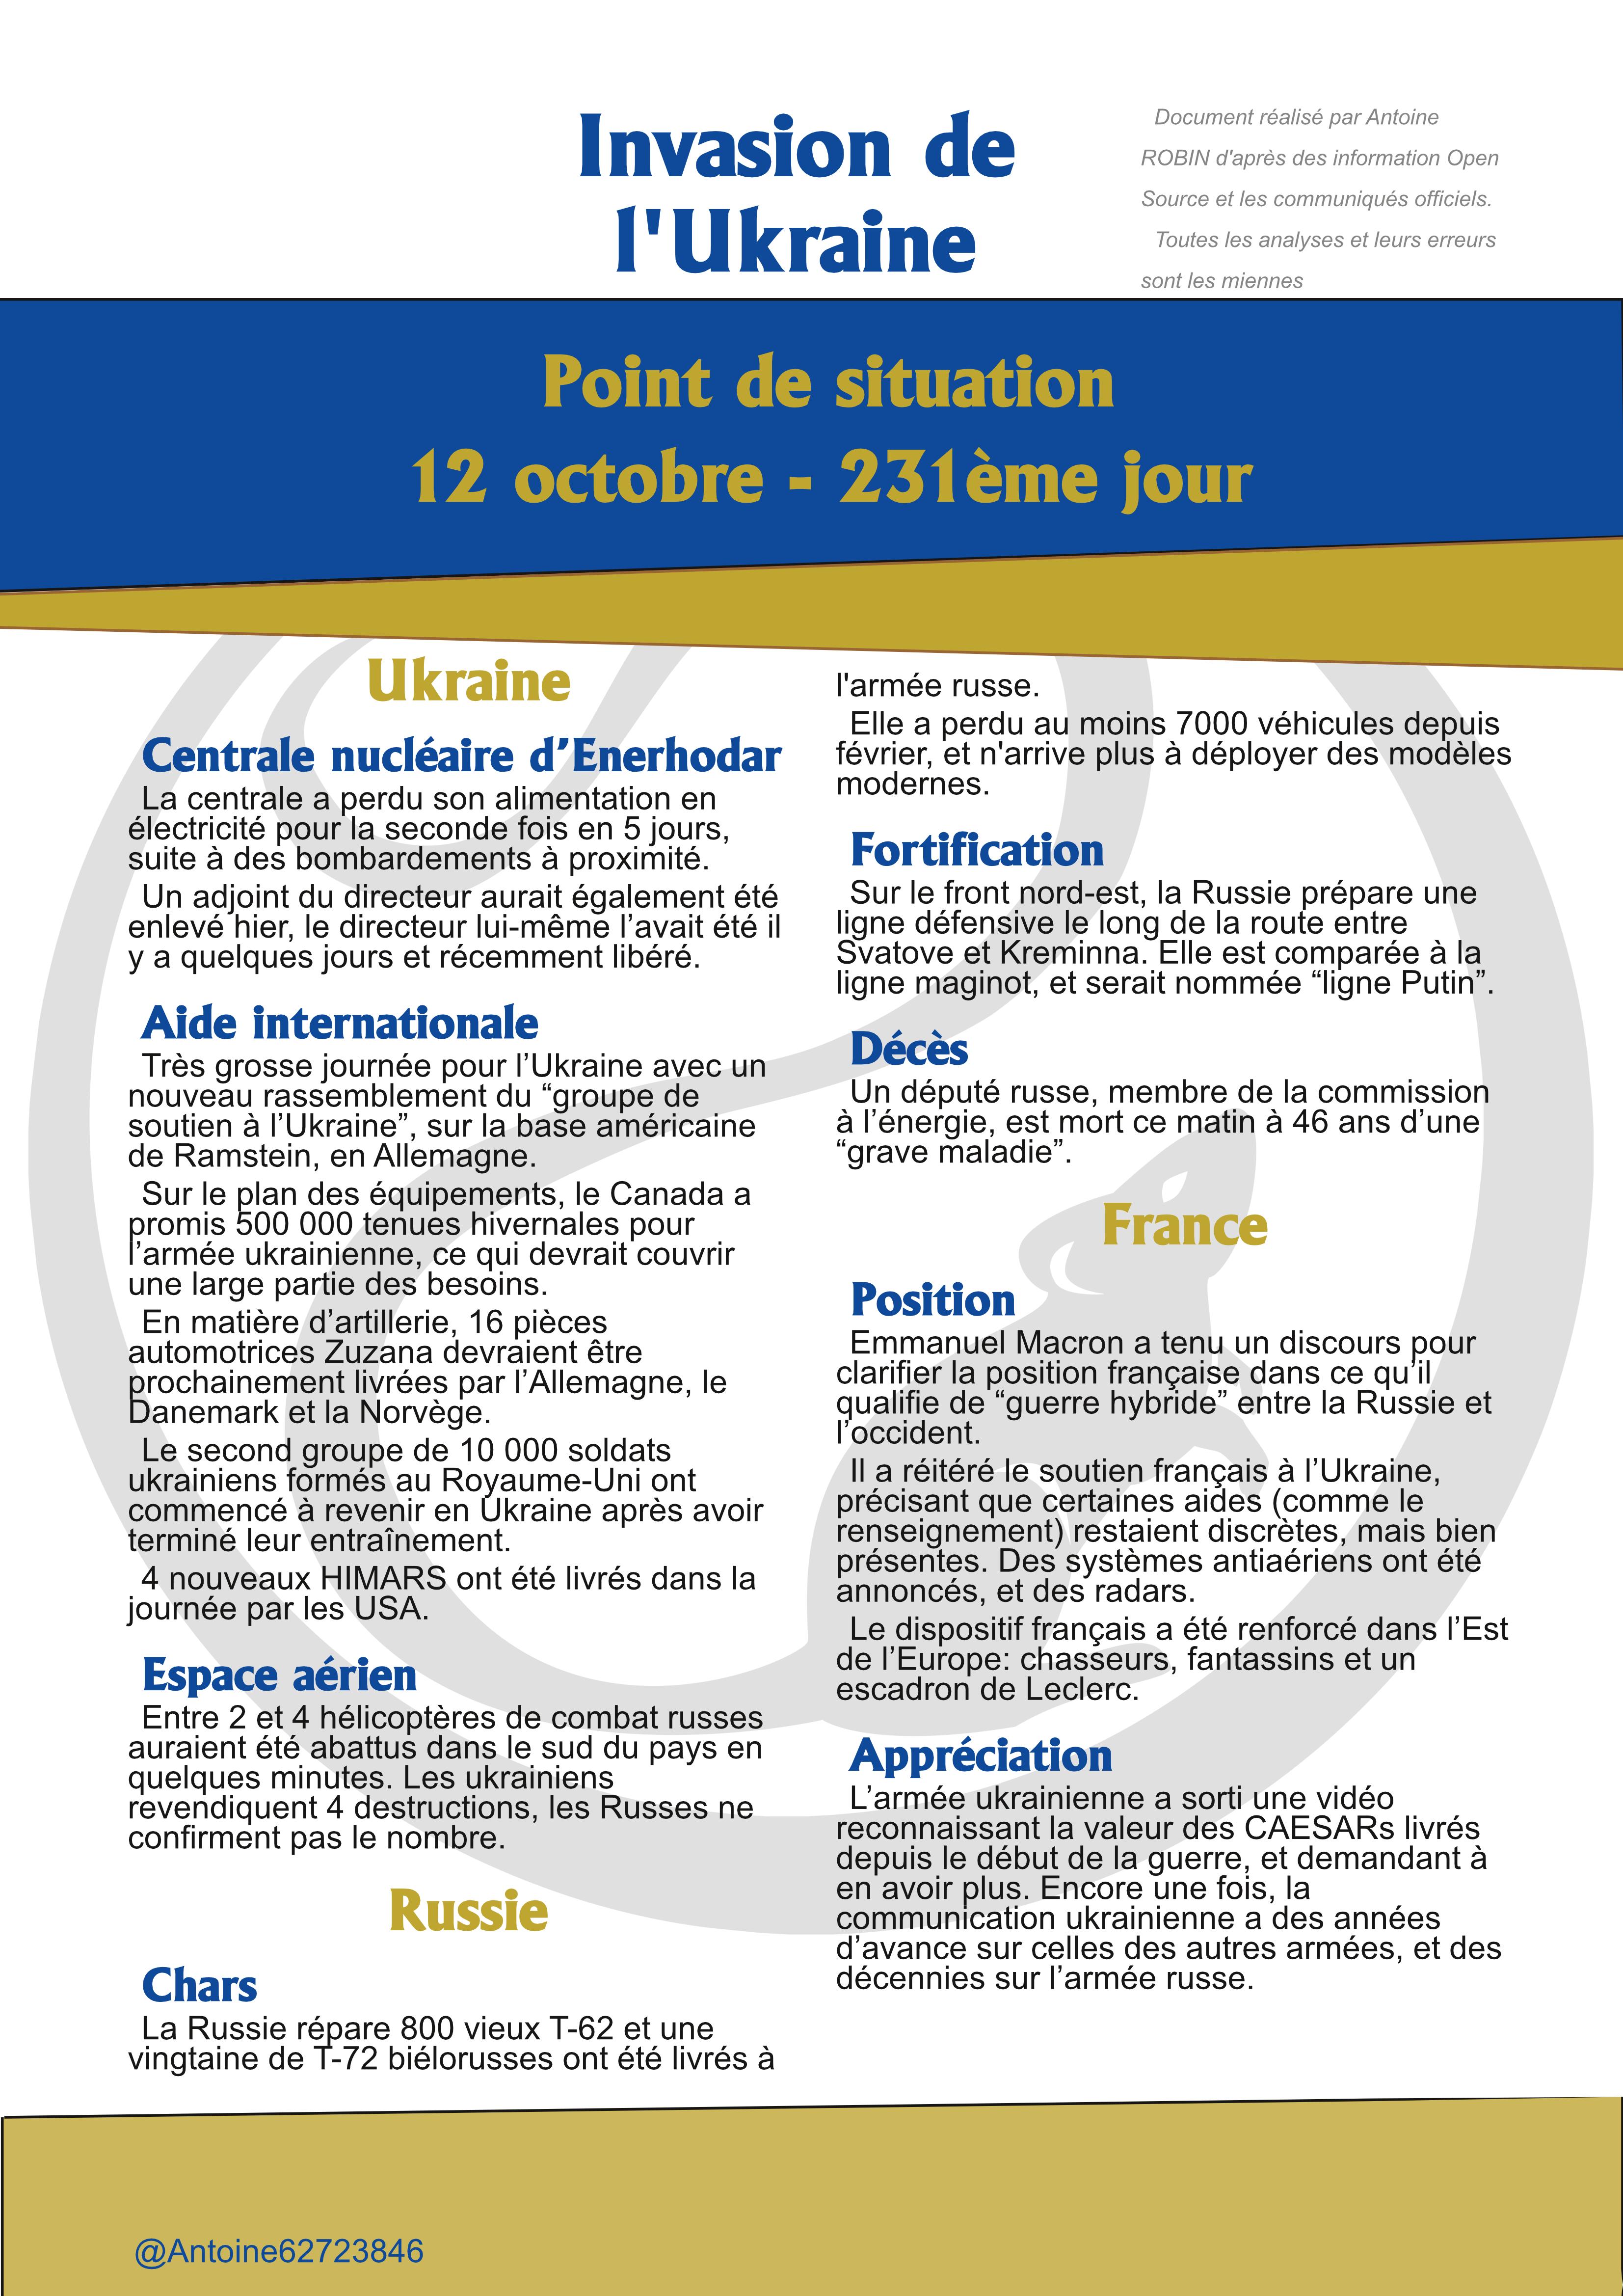 Invasion de
l'Ukraine
Document réalisé par Antoine
ROBIN d'après des information Open
Source et les communiqués officiels.
Toutes les analyses et leurs erreurs
sont les miennes
Point de situation
12 octobre - 231ème jour
Ukraine
Centrale nucléaire d’Enerhodar
La centrale a perdu son alimentation en
électricité pour la seconde fois en 5 jours,
suite à des bombardements à proximité.
Un adjoint du directeur aurait également été
enlevé hier, le directeur lui-même l’avait été il
y a quelques jours et récemment libéré.
Aide internationale
Très grosse journée pour l’Ukraine avec un
nouveau rassemblement du “groupe de
soutien à l’Ukraine”, sur la base américaine
de Ramstein, en Allemagne.
Sur le plan des équipements, le Canada a
promis 500 000 tenues hivernales pour
l’armée ukrainienne, ce qui devrait couvrir
une large partie des besoins.
En matière d’artillerie, 16 pièces
automotrices Zuzana devraient être
prochainement livrées par l’Allemagne, le
Danemark et la Norvège.
Le second groupe de 10 000 soldats
ukrainiens formés au Royaume-Uni ont
commencé à revenir en Ukraine après avoir
terminé leur entraînement.
4 nouveaux HIMARS ont été livrés dans la
journée par les USA.
Espace aérien
Entre 2 et 4 hélicoptères de combat russes
auraient été abattus dans le sud du pays en
quelques minutes. Les ukrainiens
revendiquent 4 destructions, les Russes ne
confirment pas le nombre.
Russie
Chars
La Russie répare 800 vieux T-62 et une
vingtaine de T-72 biélorusses ont été livrés à
l'armée russe.
Elle a perdu au moins 7000 véhicules depuis
février, et n'arrive plus à déployer des modèles
modernes.
Fortification
Sur le front nord-est, la Russie prépare une
ligne défensive le long de la route entre
Svatove et Kreminna. Elle est comparée à la
ligne maginot, et serait nommée “ligne Putin”.
Décès
Un député russe, membre de la commission
à l’énergie, est mort ce matin à 46 ans d’une
“grave maladie”.
France
Position
Emmanuel Macron a tenu un discours pour
clarifier la position française dans ce qu’il
qualifie de “guerre hybride” entre la Russie et
l’occident.
Il a réitéré le soutien français à l’Ukraine,
précisant que certaines aides (comme le
renseignement) restaient discrètes, mais bien
présentes. Des systèmes antiaériens ont été
annoncés, et des radars.
Le dispositif français a été renforcé dans l’Est
de l’Europe: chasseurs, fantassins et un
escadron de Leclerc.
Appréciation
L’armée ukrainienne a sorti une vidéo
reconnaissant la valeur des CAESARs livrés
depuis le début de la guerre, et demandant à
en avoir plus. Encore une fois, la
communication ukrainienne a des années
d’avance sur celles des autres armées, et des
décennies sur l’armée russe.
@Antoine62723846